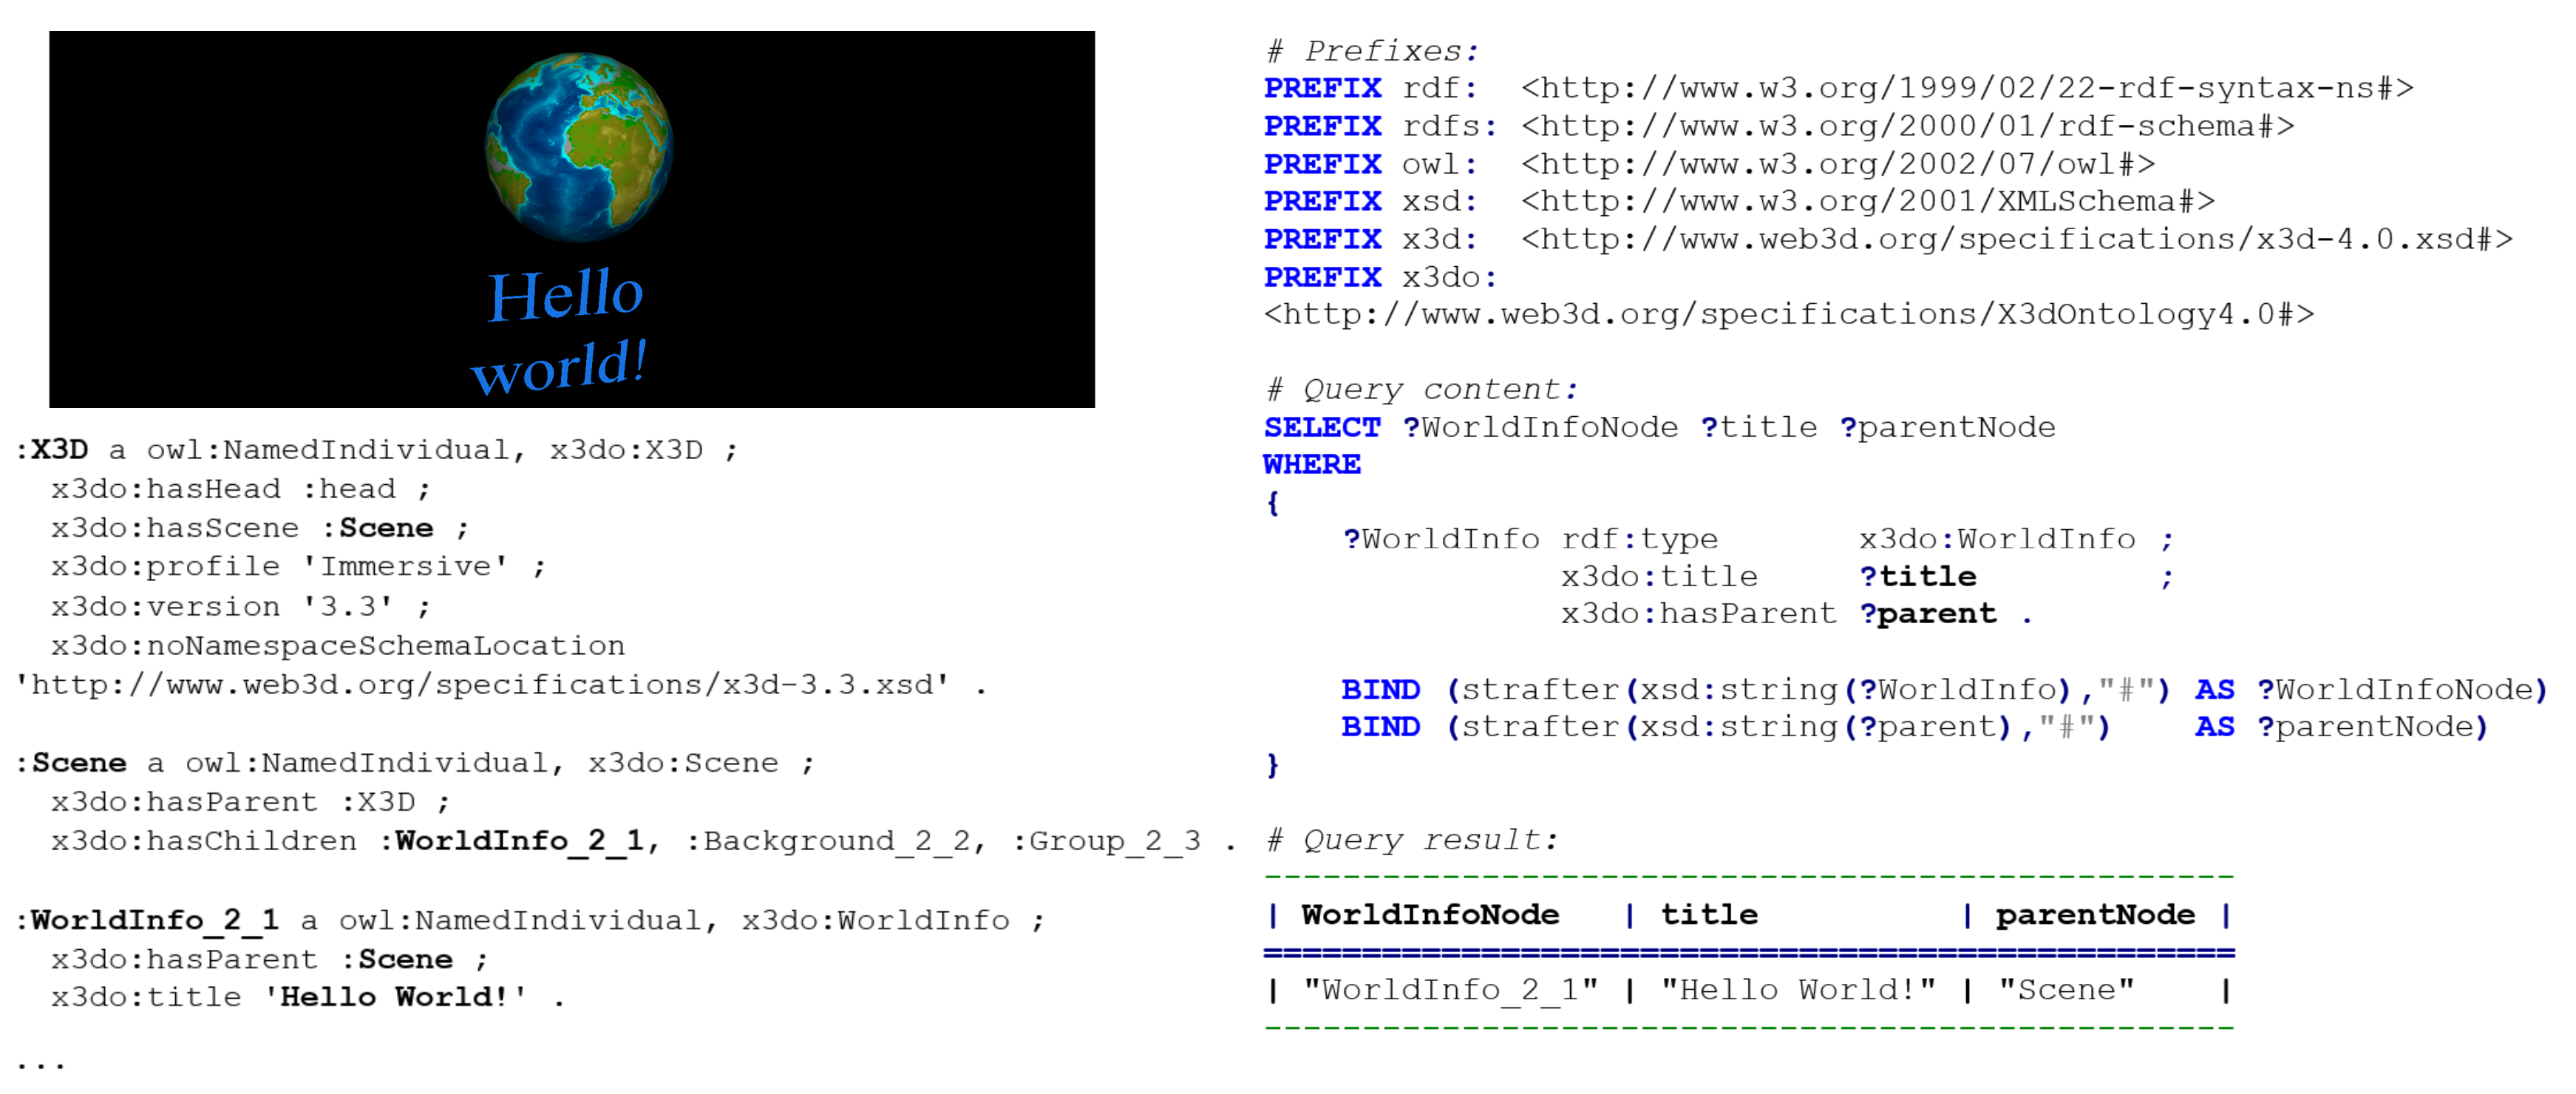 Hello
world!
:X3D a owl:NamedIndividual, x3do:X3D ;
  x3do:hasHead :head ;
  x3do:hasScene :Scene ;
  x3do:profile 'Immersive' ;
  x3do:version '3.3' ;
  x3do:noNamespaceSchemaLocation
'http://www.web3d.org/specifications/x3d-3.3.xsd' .
:Scene a owl:NamedIndividual, x3do:Scene ;
  x3do:hasParent :X3D ;
  x3do:hasChildren :WorldInfo_2_1, :Background_2_2, :Group_2_3 .
:WorldInfo_2_1 a owl:NamedIndividual, x3do:WorldInfo ;
  x3do:hasParent :Scene ;
  x3do:title 'Hello World!' .
...
# Prefixes:
PREFIX rdf:  <http://www.w3.org/1999/02/22-rdf-syntax-ns#>
PREFIX rdfs: <http://www.w3.org/2000/01/rdf-schema#>
PREFIX owl:  <http://www.w3.org/2002/07/owl#>
PREFIX xsd:  <http://www.w3.org/2001/XMLSchema#>
PREFIX x3d:  <http://www.web3d.org/specifications/x3d-4.0.xsd#>
PREFIX x3do:
<http://www.web3d.org/specifications/X3dOntology4.0#>
# Query content:
SELECT ?WorldInfoNode ?title ?parentNode
WHERE
{
    ?WorldInfo rdf:type       x3do:WorldInfo ;
               x3do:title     ?title         ;
               x3do:hasParent ?parent .
    BIND (strafter(xsd:string(?WorldInfo),"#") AS ?WorldInfoNode)
    BIND (strafter(xsd:string(?parent),"#")    AS ?parentNode)
}
# Query result:
-------------------------------------------------
| WorldInfoNode   | title          | parentNode |
=================================================
| "WorldInfo_2_1" | "Hello World!" | "Scene"    |
-------------------------------------------------